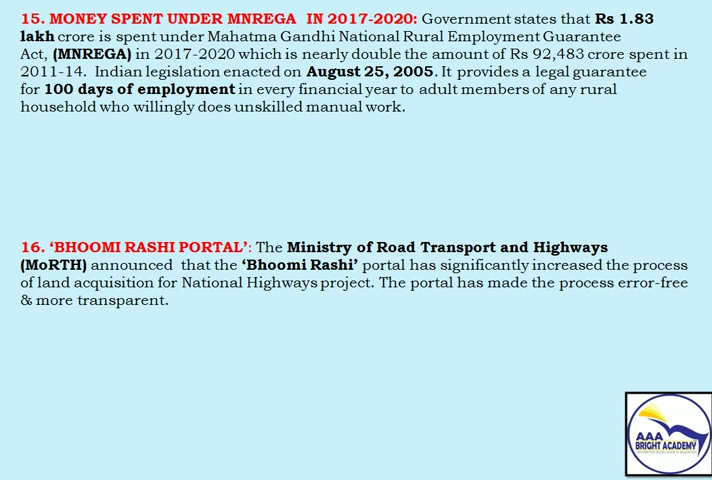 15. MONEY SPENT UNDER MNREGA IN 2017-2020: Government states that Rs 1.83
lakh crore is spent under Mahatma Gandhi National Rural Employment Guarantee
Act, (MNREGA) in 2017-2020 which is nearly double the amount of Rs 92,483 crore spent in
2011-14. Indian legislation enacted on August 25, 2005. It provides a legal guarantee
for 100 days of employment in every financial year to adult members of any rural
household who willingly does unskilled manual work.
16. ‘BHOOMI RASHI PORTAL’: The Ministry of Road Transport and Highways
(MoRTH) announced that the ‘Bhoomi Rashi’ portal has significantly increased the process
of land acquisition for National Highways project. The portal has made the process error-free
& more transparent.
AAA
BRIGHT ACADEMY